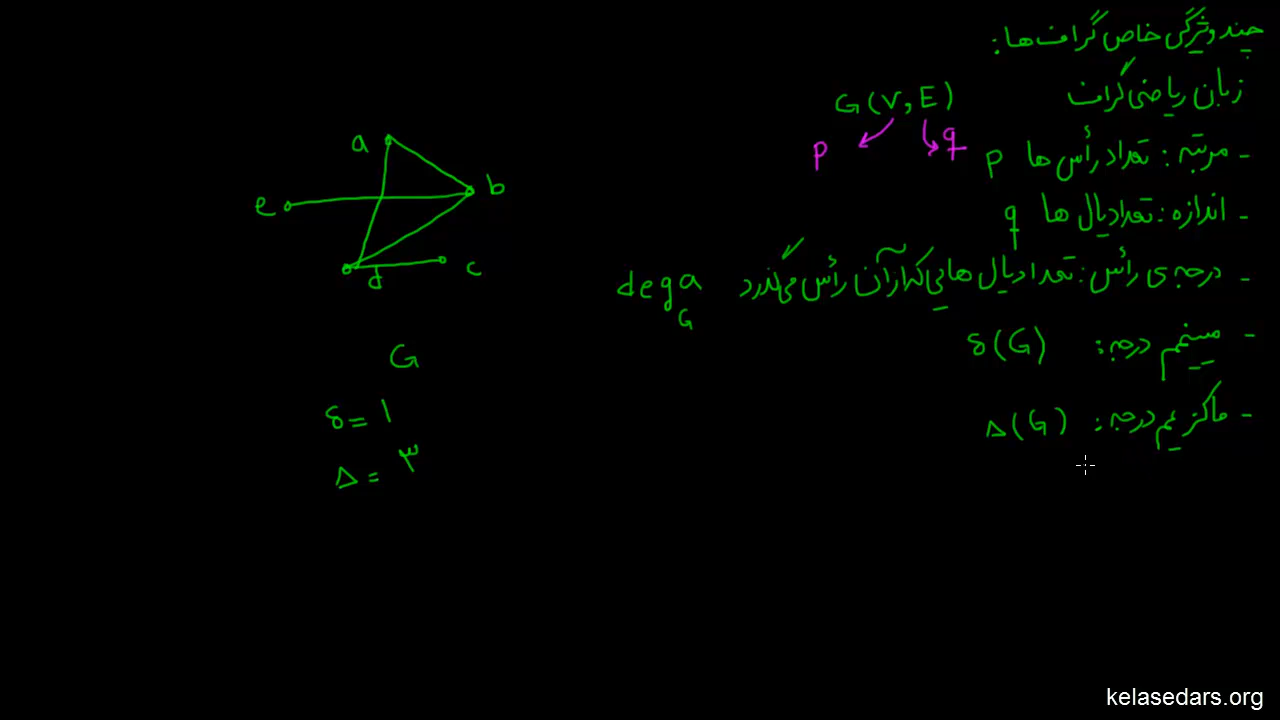 چند ویژگی خاص گراف ها :
زبان ریاضی گراف G(V,E)
p q
- مرتبه : تعداد رأس ها p
- اندازه : تعداد یال ها q
- درجه ی رأس : تعداد یال هایی که از آن رأس می گذرد deg a
G
- مینیمم درجه : δ(G)
- ماکزیمم درجه : Δ(G)
a
b
e
c
d
G
δ = ۱
Δ = ۳
kelasedars.org